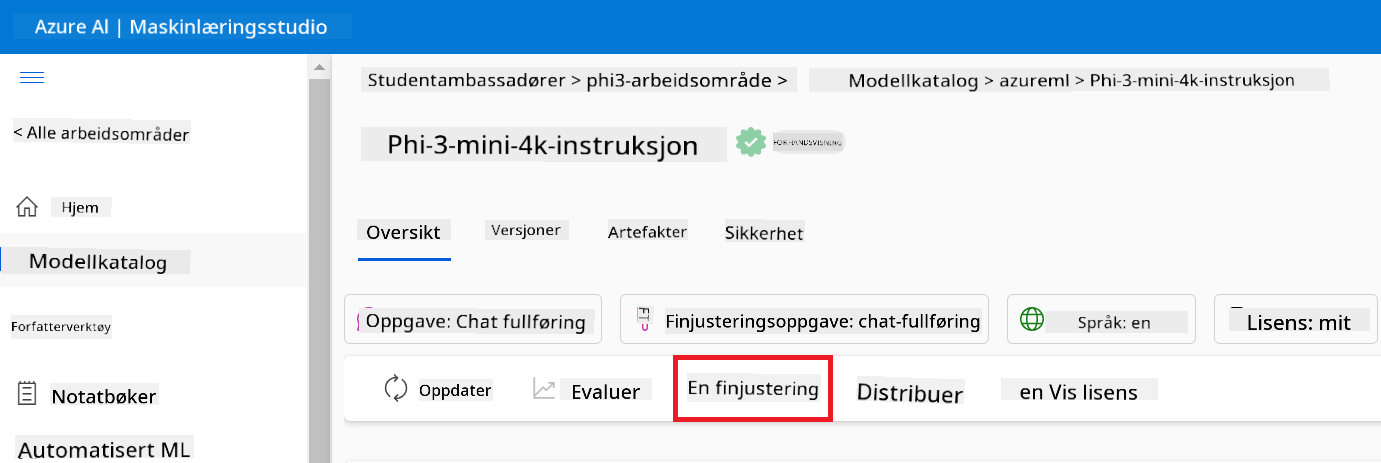 Azure AI | Maskinlæringsstudio
Studentambassadører > phi3-arbeidsområde > Modellkatalog > azureml > Phi-3-mini-4k-instruksjon
< Alle arbeidsområder
Phi-3-mini-4k-instruksjon FORHANDSVISNING
Hjem
Oversikt Versjoner Artefakter Sikkerhet
Modellkatalog
Forfatterverktøy
Oppgave: Chat fullføring FT Finjusteringsoppgave: chat-fullføring Språk: en Lisens: mit
Notatbøker
Oppdater Evaluer En finjustering Distribuer en Vis lisens
Automatisert ML